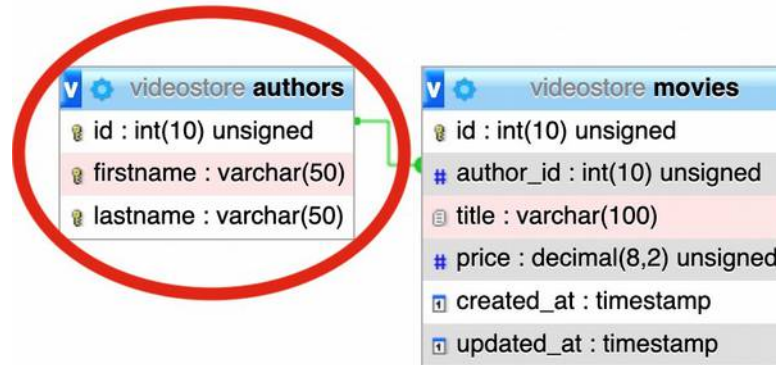 v videostore authors
id : int(10) unsigned
firstname : varchar(50)
lastname : varchar(50)
v videostore movies
id : int(10) unsigned
# author_id : int(10) unsigned
title : varchar(100)
# price : decimal(8,2) unsigned
created_at : timestamp
updated_at : timestamp